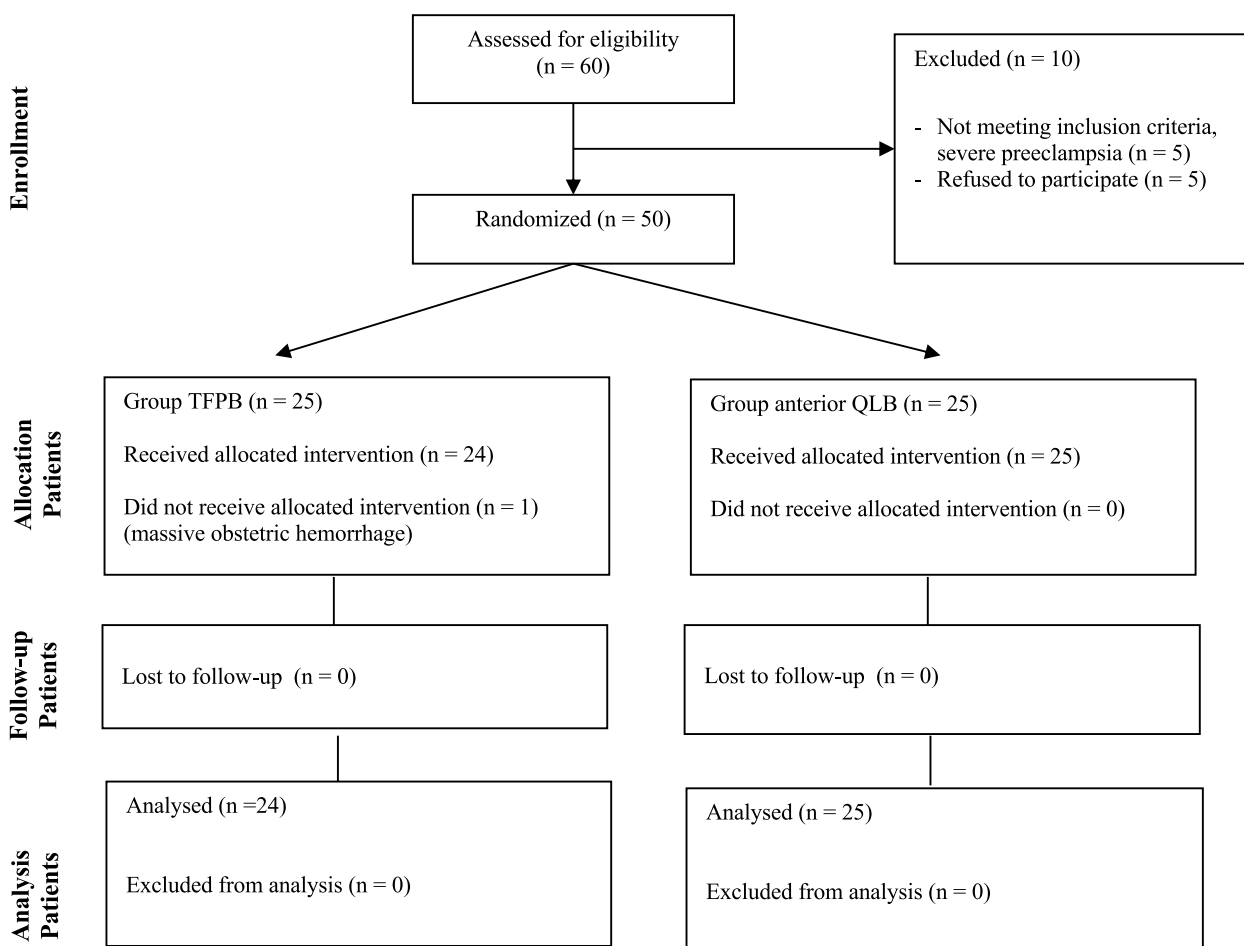 Enrollment
Assessed for eligibility
(n = 60)
Excluded (n = 10)
- Not meeting inclusion criteria,
severe preeclampsia (n = 5)
- Refused to participate (n = 5)
Randomized (n = 50)
Allocation
Patients
Group TFPB (n = 25)
Received allocated intervention (n = 24)
Did not receive allocated intervention (n = 1)
(massive obstetric hemorrhage)
Group anterior QLB (n = 25)
Received allocated intervention (n = 25)
Did not receive allocated intervention (n = 0)
Follow-up
Patients
Lost to follow-up (n = 0)
Lost to follow-up (n = 0)
Analysis
Patients
Analysed (n =24)
Excluded from analysis (n = 0)
Analysed (n = 25)
Excluded from analysis (n = 0)